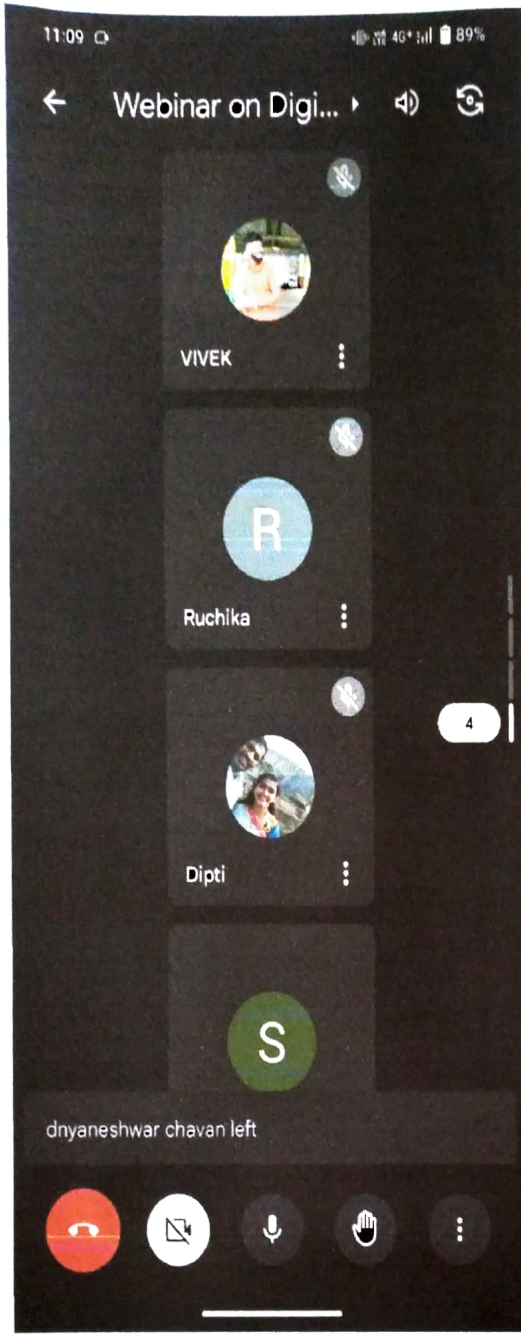 11:09
4G+ 89%
Webinar on Digi...
VIVEK
R
Ruchika
4
Dipti
S
dnyaneshwar chavan left